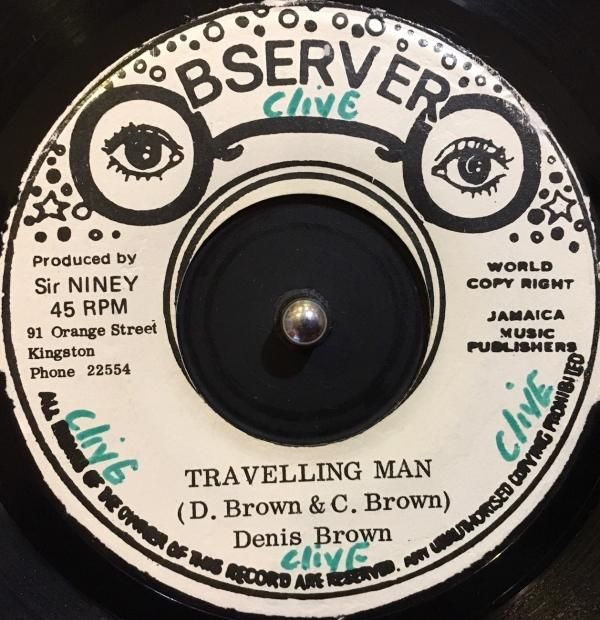 OBSERVER
CliVE
Produced by
Sir NINEY
45 RPM
91 Orange Street
Kingston
Phone 22554
WORLD
COPY RIGHT
JAMAICA
MUSIC
PUBLISHERS
CliVE
CliVE
TRAVELLING MAN
(D. Brown & C. Brown)
Denis Brown
CliVE
ALL RIGHTS OF THE OWNER OF THIS RECORD ARE RESERVED. ANY UNAUTHORISED COPYING PROHIBITED